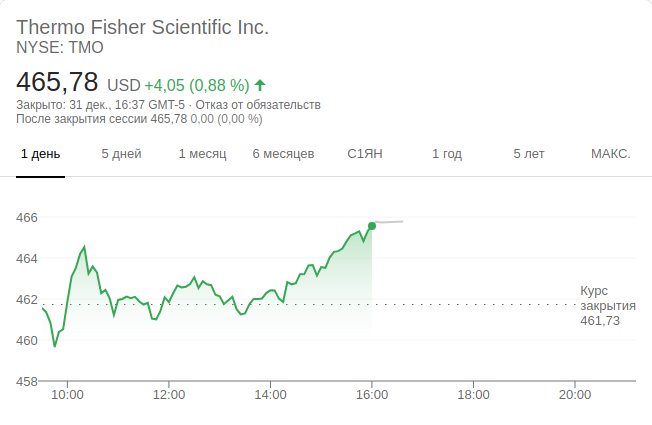 Thermo Fisher Scientific Inc.
NYSE: TMO
465,78 USD +4,05 (0,88 %)
Закрыто: 31 дек., 16:37 GMT-5 · Отказ от обязательств
После закрытия сессии 465,78 0,00 (0,00 %)
1 день 5 дней 1 месяц 6 месяцев С1ЯН 1 год 5 лет МАКС.
466
464
462
460
458
Курс
закрытия
461,73
10:00 12:00 14:00 16:00 18:00 20:00